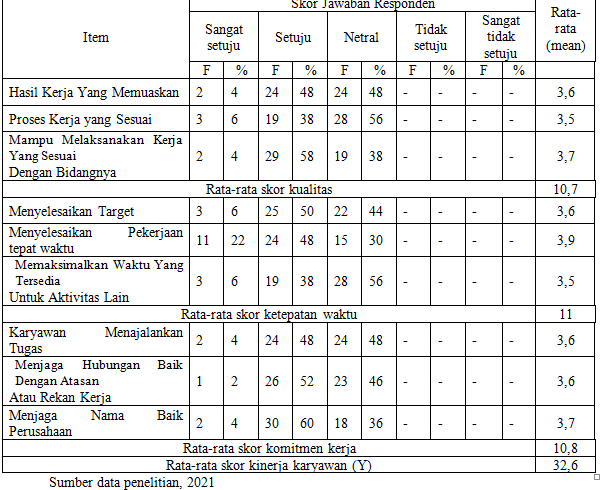 Skor Jawaban Responden
Item
Sangat setuju
Setuju
Netral
Tidak setuju
Sangat tidak setuju
Rata-rata (mean)
F % F % F % F % F %
Hasil Kerja Yang Memuaskan 2 4 24 48 24 48 - - - - 3,6
Proses Kerja yang Sesuai 3 6 19 38 28 56 - - - - 3,5
Mampu Melaksanakan Kerja
Yang Sesuai
Dengan Bidangnya 2 4 29 58 19 38 - - - - 3,7
Rata-rata skor kualitas 10,7
Menyelesaikan Target 3 6 25 50 22 44 - - - - 3,6
Menyelesaikan Pekerjaan
tepat waktu 11 22 24 48 15 30 - - - - 3,9
Memaksimalkan Waktu Yang
Tersedia
Untuk Aktivitas Lain 3 6 19 38 28 56 - - - - 3,5
Rata-rata skor ketepatan waktu 11
Karyawan Menajalankan
Tugas 2 4 24 48 24 48 - - - - 3,6
Menjaga Hubungan Baik
Dengan Atasan
Atau Rekan Kerja 1 2 26 52 23 46 - - - - 3,6
Menjaga Nama Baik
Perusahaan 2 4 30 60 18 36 - - - - 3,7
Rata-rata skor komitmen kerja 10,8
Rata-rata skor kinerja karyawan (Y) 32,6
Sumber data penelitian, 2021